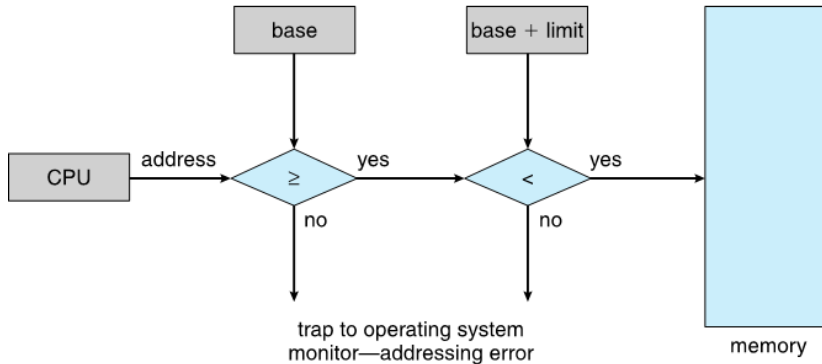 base
base + limit
CPU
address
≥
yes
<
yes
no
no
trap to operating system
monitor—addressing error
memory